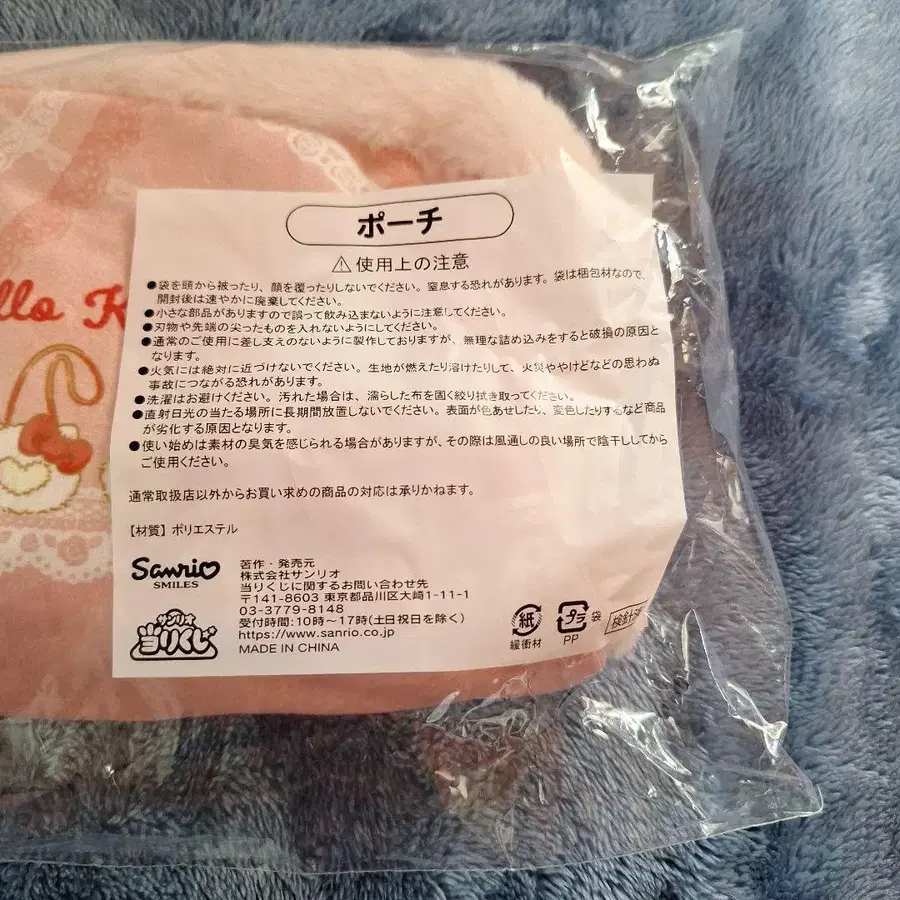 ポーチ
⚠使用上の注意
●袋を頭から被ったり、顔を覆ったりしないでください。窒息する恐れがあります。袋は梱包材なので、
開封後は速やかに廃棄してください。
●小さな部品がありますので誤って飲み込まないように注意してください。
●刃物や先端の尖ったものを入れないようにしてください。
●通常のご使用に差し支えのないように製作しておりますが、無理な詰め込みをすると破損の原因と
なります。
●火気には絶対に近づけないでください。生地が燃えたり溶けたりして、火災ややけどなどの思わぬ
事故につながる恐れがあります。
●洗濯はお避けください。汚れた場合は、濡らした布を固く絞り拭き取ってください。
●直射日光の当たる場所に長期間放置しないでください。表面が色あせしたり、変色したりするなど商品
が劣化する原因となります。
●使い始めは素材の臭気を感じられる場合がありますが、その際は風通しの良い場所で陰干ししてから
ご使用ください。
通常取扱店以外からお買い求めの商品の対応は承りかねます。
【材質】ポリエステル
Sanrio
SMILES
サンリオ
当りくじ
著作・発売元
株式会社サンリオ
当りくじに関するお問い合わせ先
〒141-8603 東京都品川区大崎1-11-1
03-3779-8148
受付時間:10時〜17時(土日祝日を除く)
https://www.sanrio.co.jp
MADE IN CHINA
紙
緩衝材
プラ
袋
PP
検針済
llo K